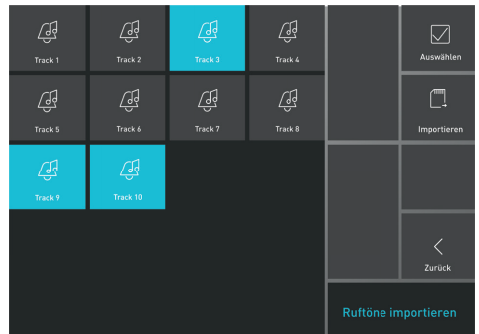 Track 1
Track 2
Track 3
Track 4
Auswählen
Track 5
Track 6
Track 7
Track 8
Importieren
Track 9
Track 10
Zurück
Ruftöne importieren